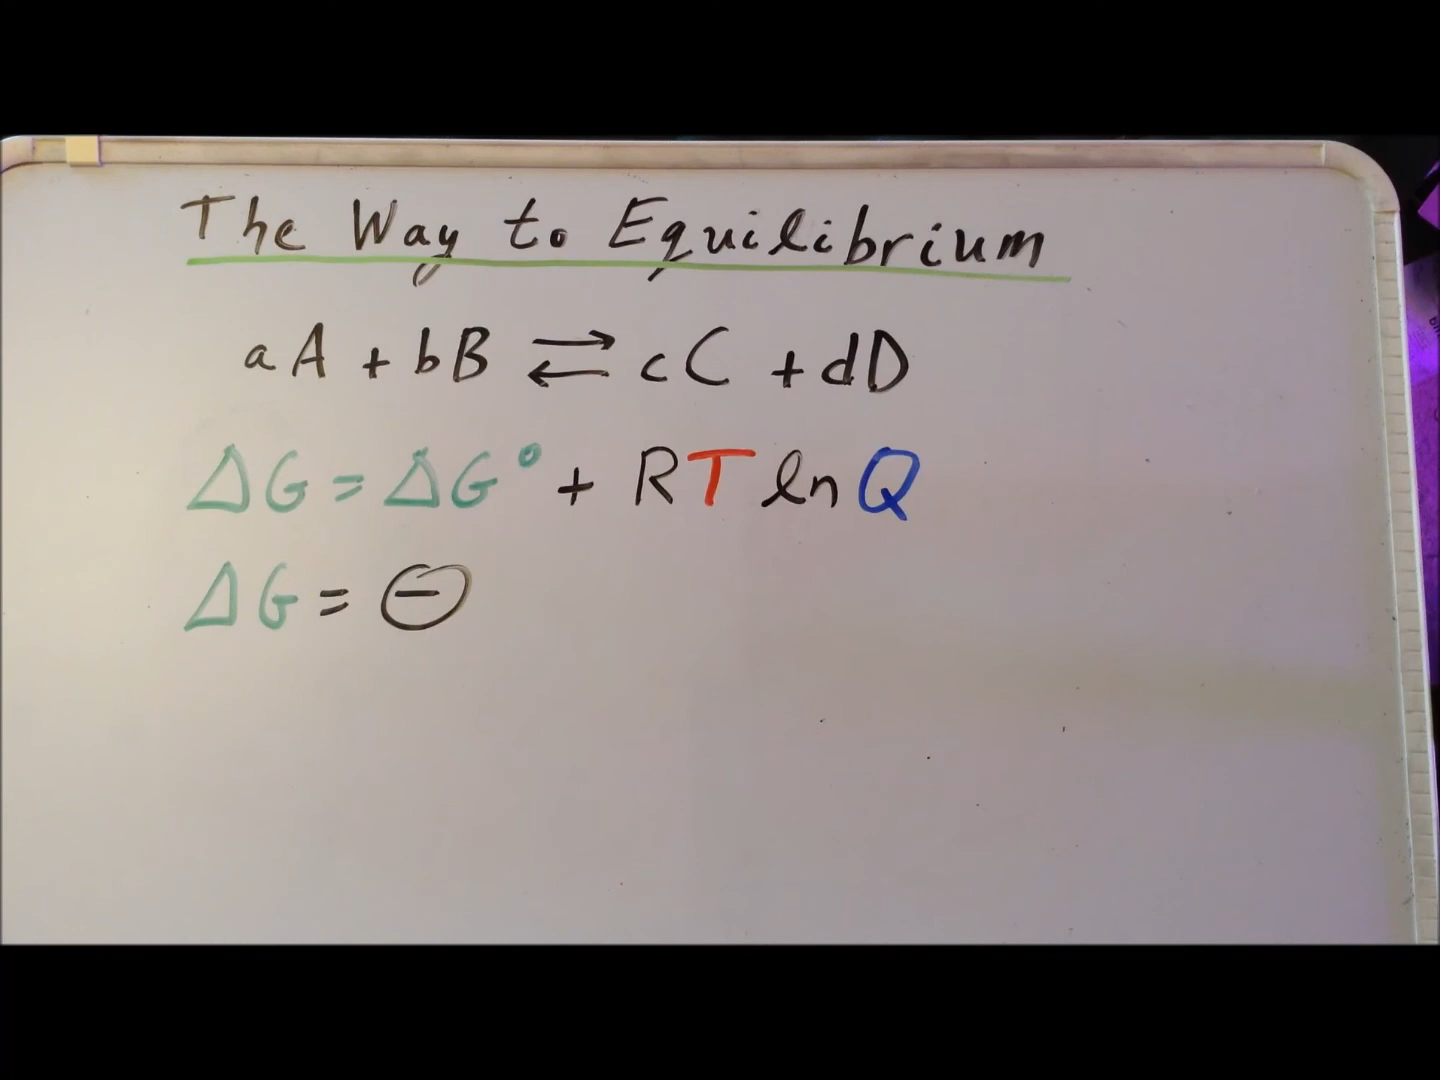 The Way to Equilibrium
aA + bB ⇄ cC + dD
ΔG = ΔG° + RT ln Q
ΔG = ⊖